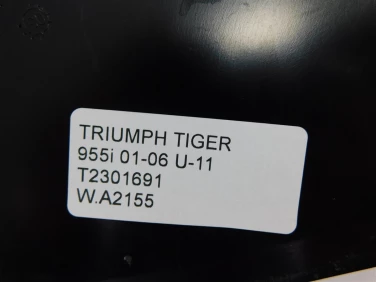 TRIUMPH TIGER
955i 01-06 U-11
T2301691
W.A2155